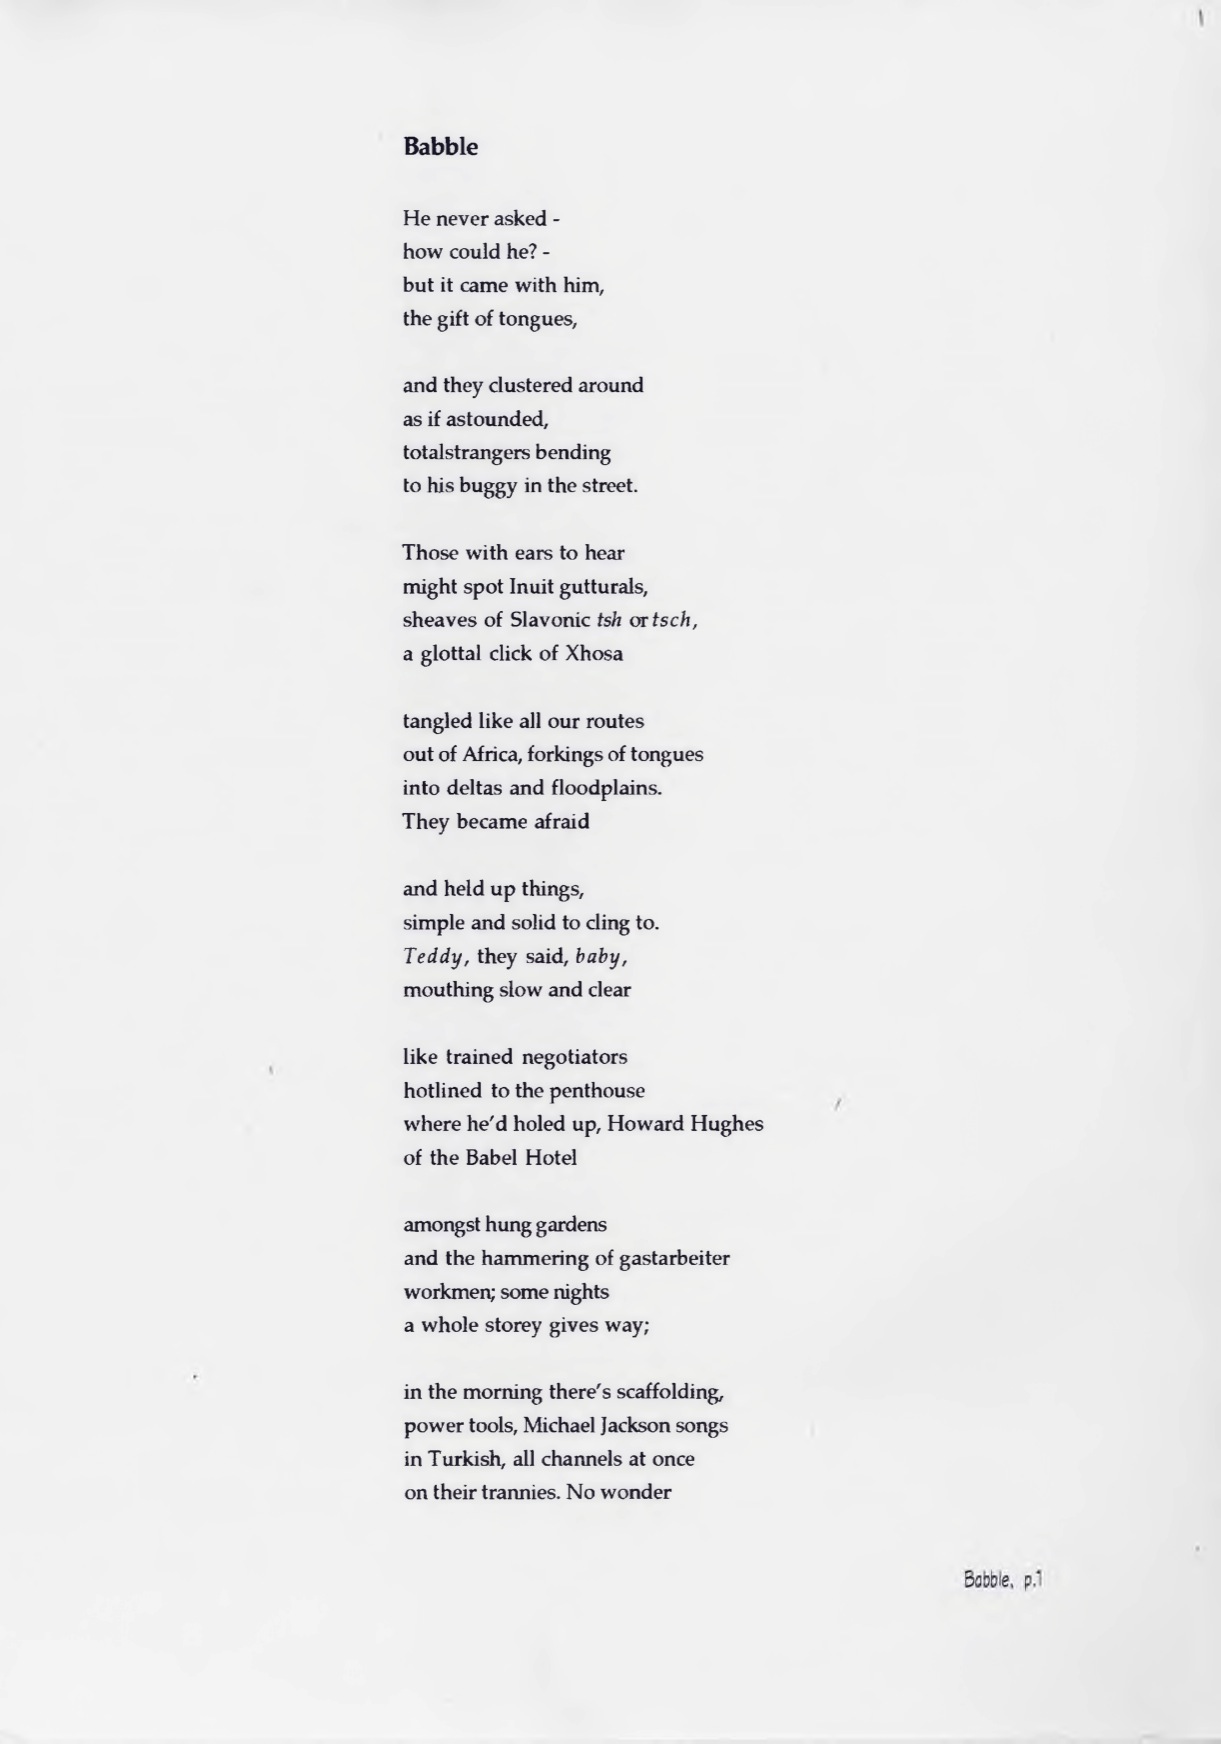 Babble
He never asked -
how could he? -
but it came with him,
the gift of tongues,
and they clustered around
as if astounded,
totalstrangers bending
to his buggy in the street.
Those with ears to hear
might spot Inuit gutturals,
sheaves of Slavonic tsh or tsch,
a glottal click of Xhosa
tangled like all our routes
out of Africa, forkings of tongues
into deltas and floodplains.
They became afraid
and held up things,
simple and solid to cling to.
Teddy, they said, baby,
mouthing slow and clear
like trained negotiators
hotlined to the penthouse
where he'd holed up, Howard Hughes
of the Babel Hotel
amongst hung gardens
and the hammering of gastarbeiter
workmen; some nights
a whole storey gives way;
in the morning there's scaffolding,
power tools, Michael Jackson songs
in Turkish, all channels at once
on their trannies. No wonder
Babble, p.1